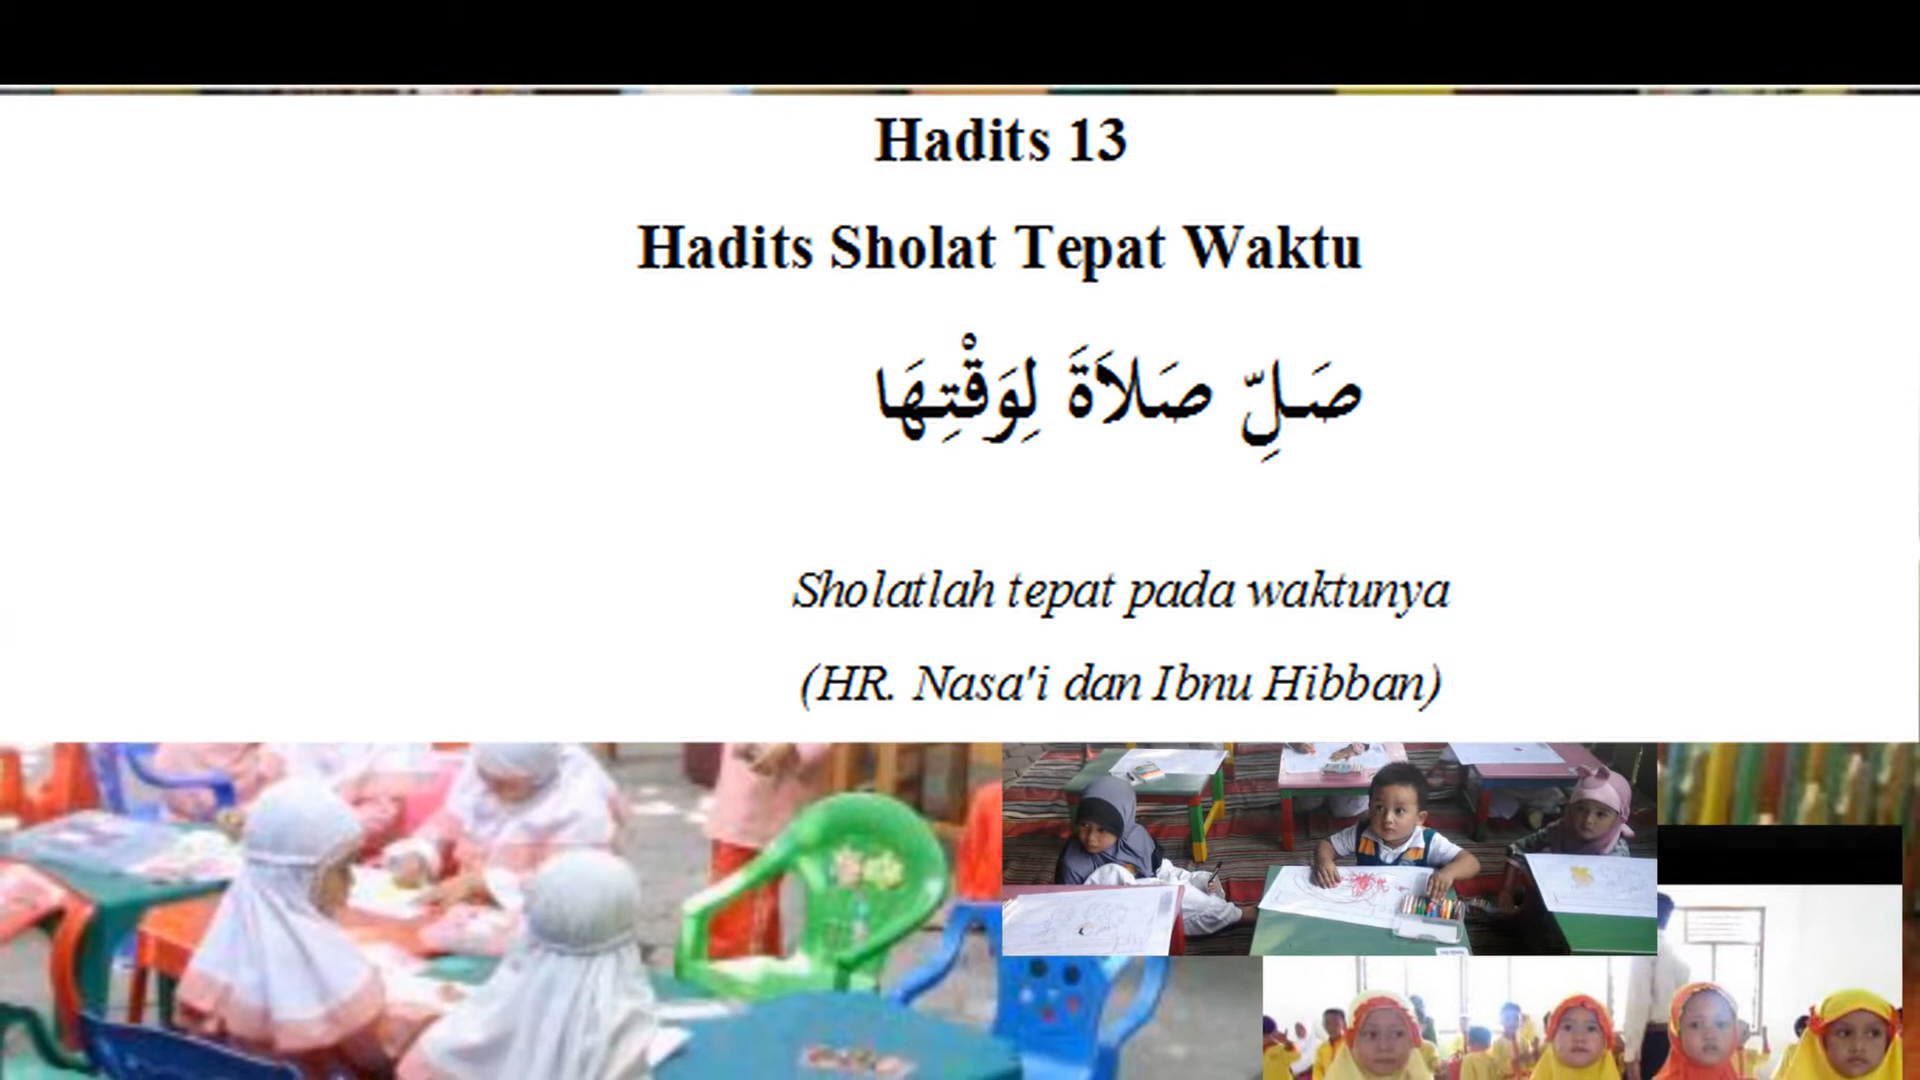 Hadits 13
Hadits Sholat Tepat Waktu
صَلِّ صَلاَةَ لِوَقْتِهَا
Sholatlah tepat pada waktunya
(HR. Nasa'i dan Ibnu Hibban)